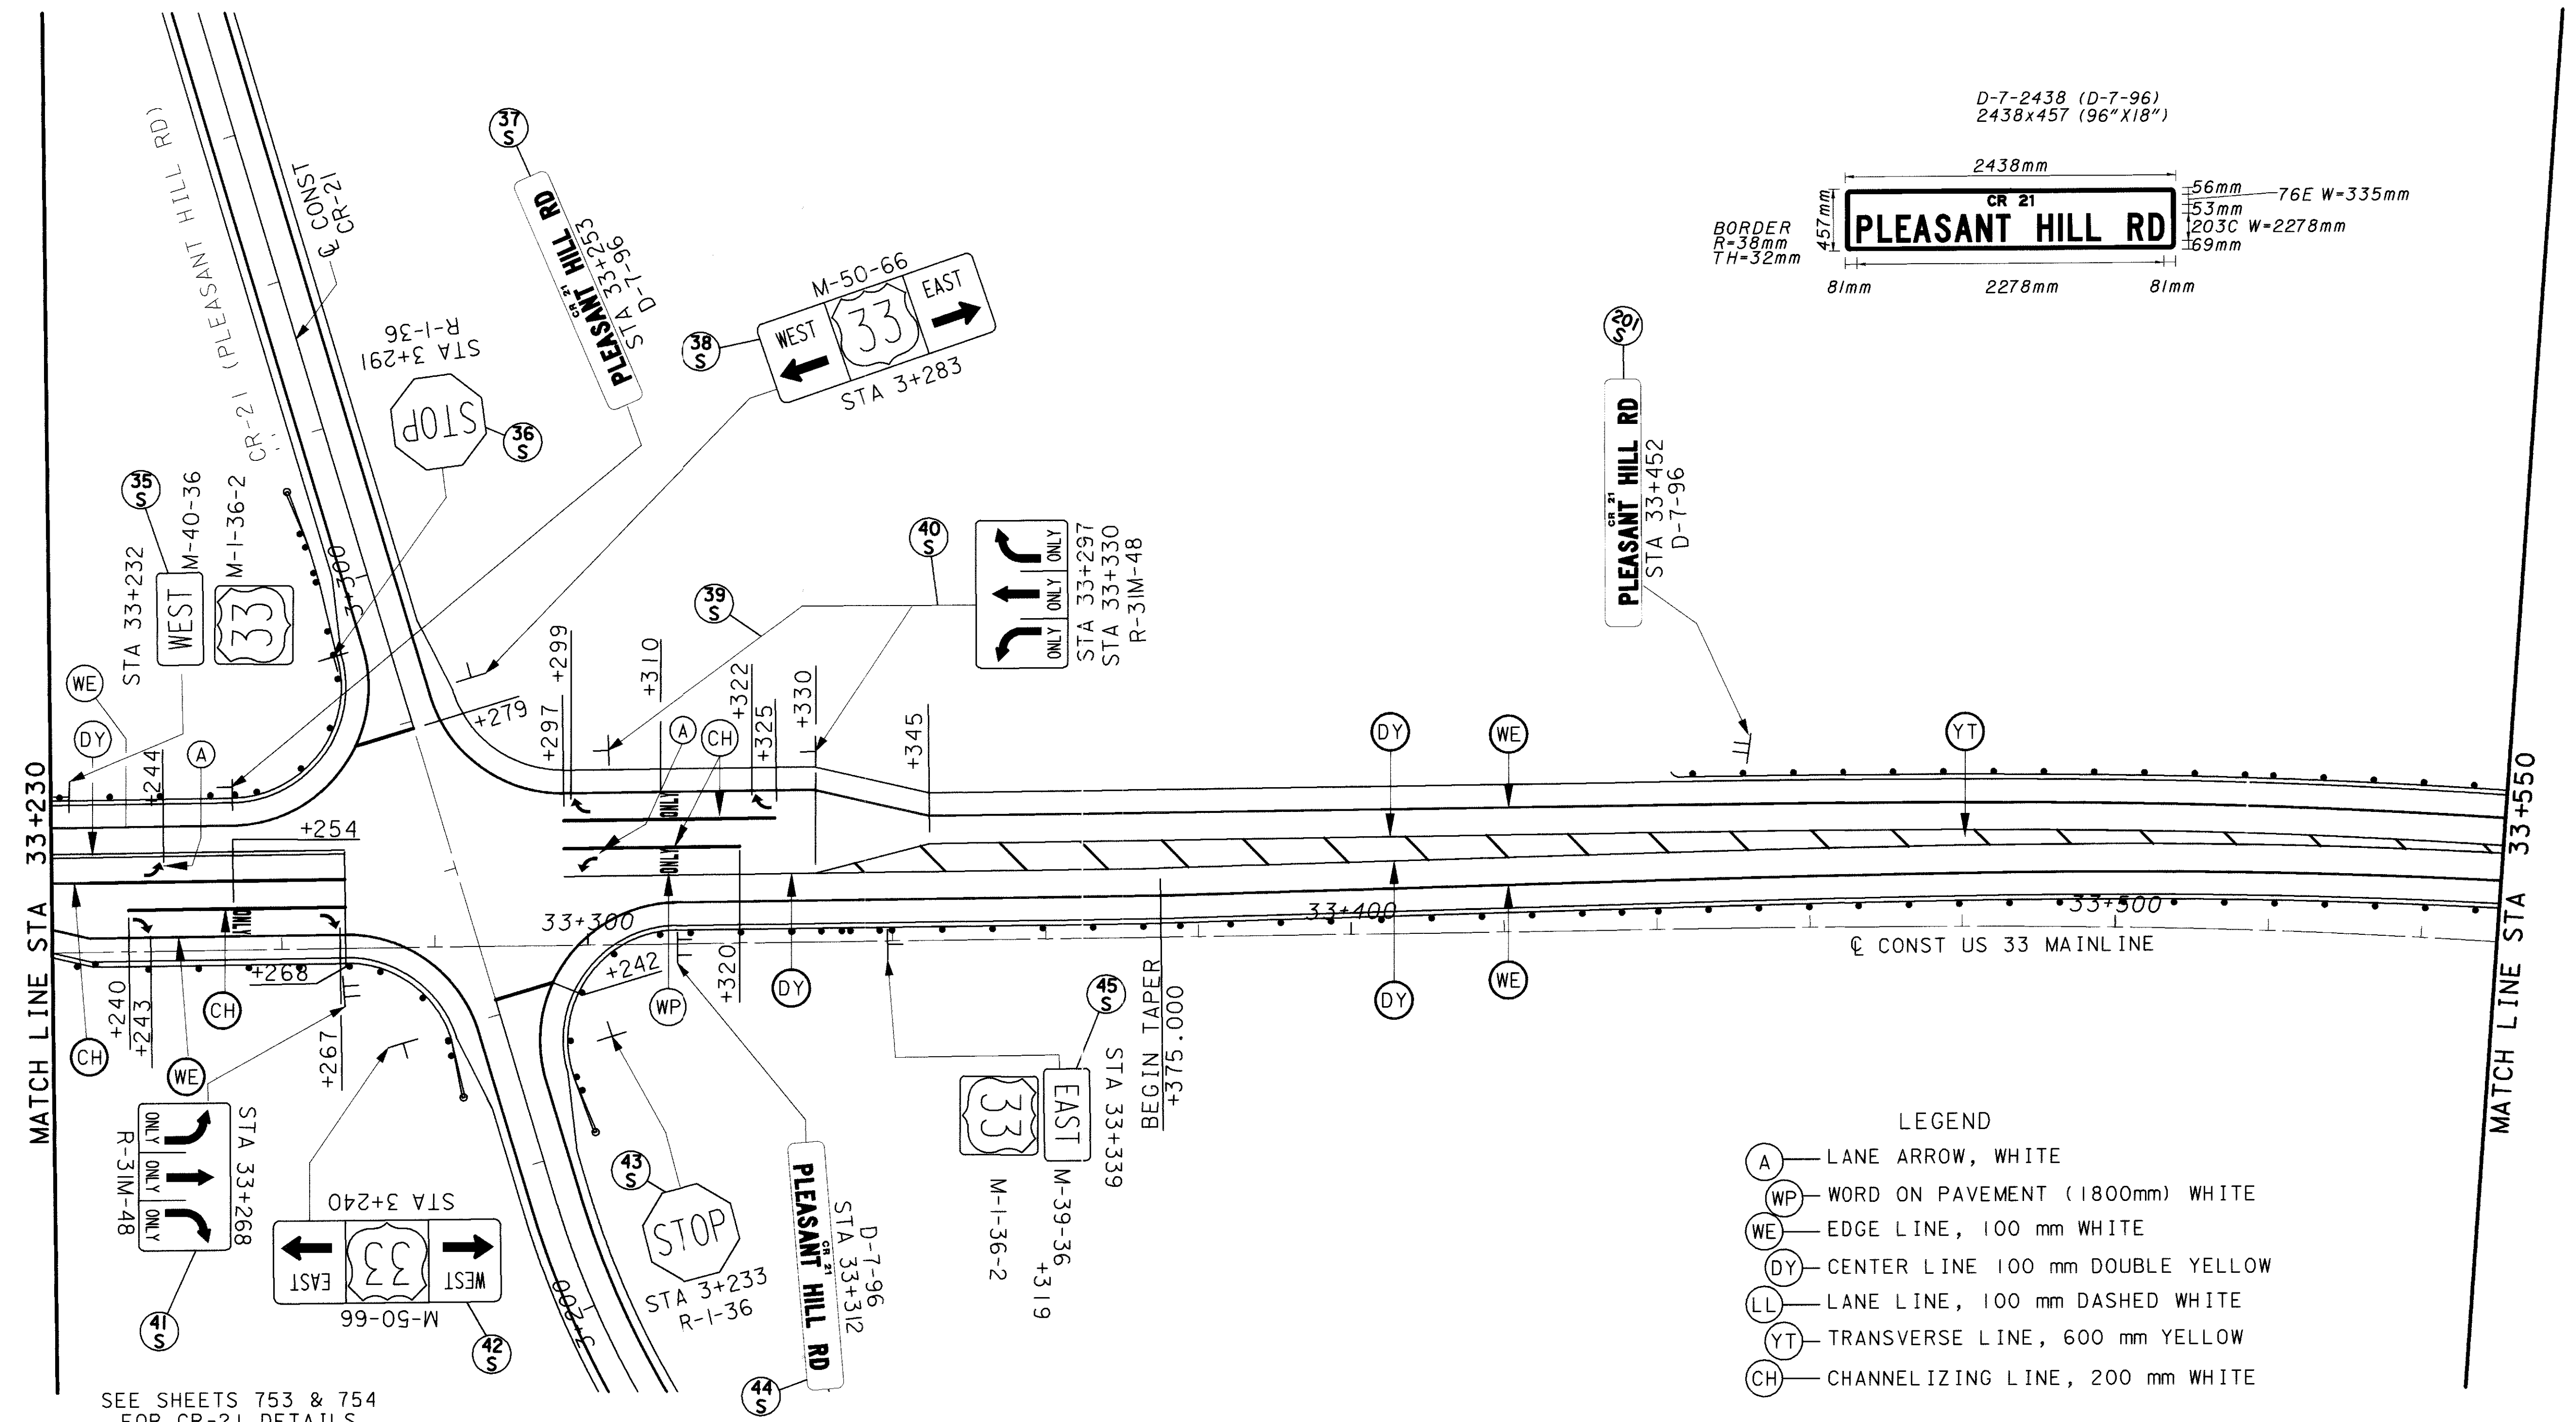 D-7-2438 (D-7-96)
2438x457 (96"X18")
2438mm
457mm
CR 21
PLEASANT HILL RD
56mm
76E W=335mm
53mm
203C W=2278mm
69mm
BORDER
R=38mm
TH=32mm
81mm
2278mm
81mm
CR-21 (PLEASANT HILL RD)
℄ CONST
CR-21
37
S
CR 21
PLEASANT HILL RD
STA 33+253
D-7-96
STA 3+291
R-1-36
STOP
36
S
38
S
M-50-66
WEST
33
EAST
STA 3+283
35
S
STA 33+232
WEST
M-40-36
M-1-36-2
33
3+300
39
S
40
S
ONLY
ONLY
ONLY
STA 33+297
STA 33+330
R-31M-48
201
S
CR 21
PLEASANT HILL RD
STA 33+452
D-7-96
WE
DY
A
+244
+279
+297
+299
+310
A
CH
+322
+325
+330
+345
DY
WE
YT
MATCH LINE STA 33+230
MATCH LINE STA 33+550
+254
ONLY
ONLY
ONLY
33+300
33+400
33+500
℄ CONST US 33 MAINLINE
+240
+243
CH
WE
CH
+268
+267
+242
WP
+320
DY
DY
WE
BEGIN TAPER
+375.000
ONLY
ONLY
ONLY
R-31M-48
STA 33+268
41
S
STA 3+240
WEST
33
EAST
M-50-66
42
S
3+200
43
S
STOP
STA 3+233
R-1-36
CR 21
PLEASANT HILL RD
D-7-96
STA 33+312
44
S
45
S
33
EAST
STA 33+339
M-39-36
M-1-36-2
+319
LEGEND
A LANE ARROW, WHITE
WP WORD ON PAVEMENT (1800mm) WHITE
WE EDGE LINE, 100 mm WHITE
DY CENTER LINE 100 mm DOUBLE YELLOW
LL LANE LINE, 100 mm DASHED WHITE
YT TRANSVERSE LINE, 600 mm YELLOW
CH CHANNELIZING LINE, 200 mm WHITE
SEE SHEETS 753 & 754
FOR CR-21 DETAILS